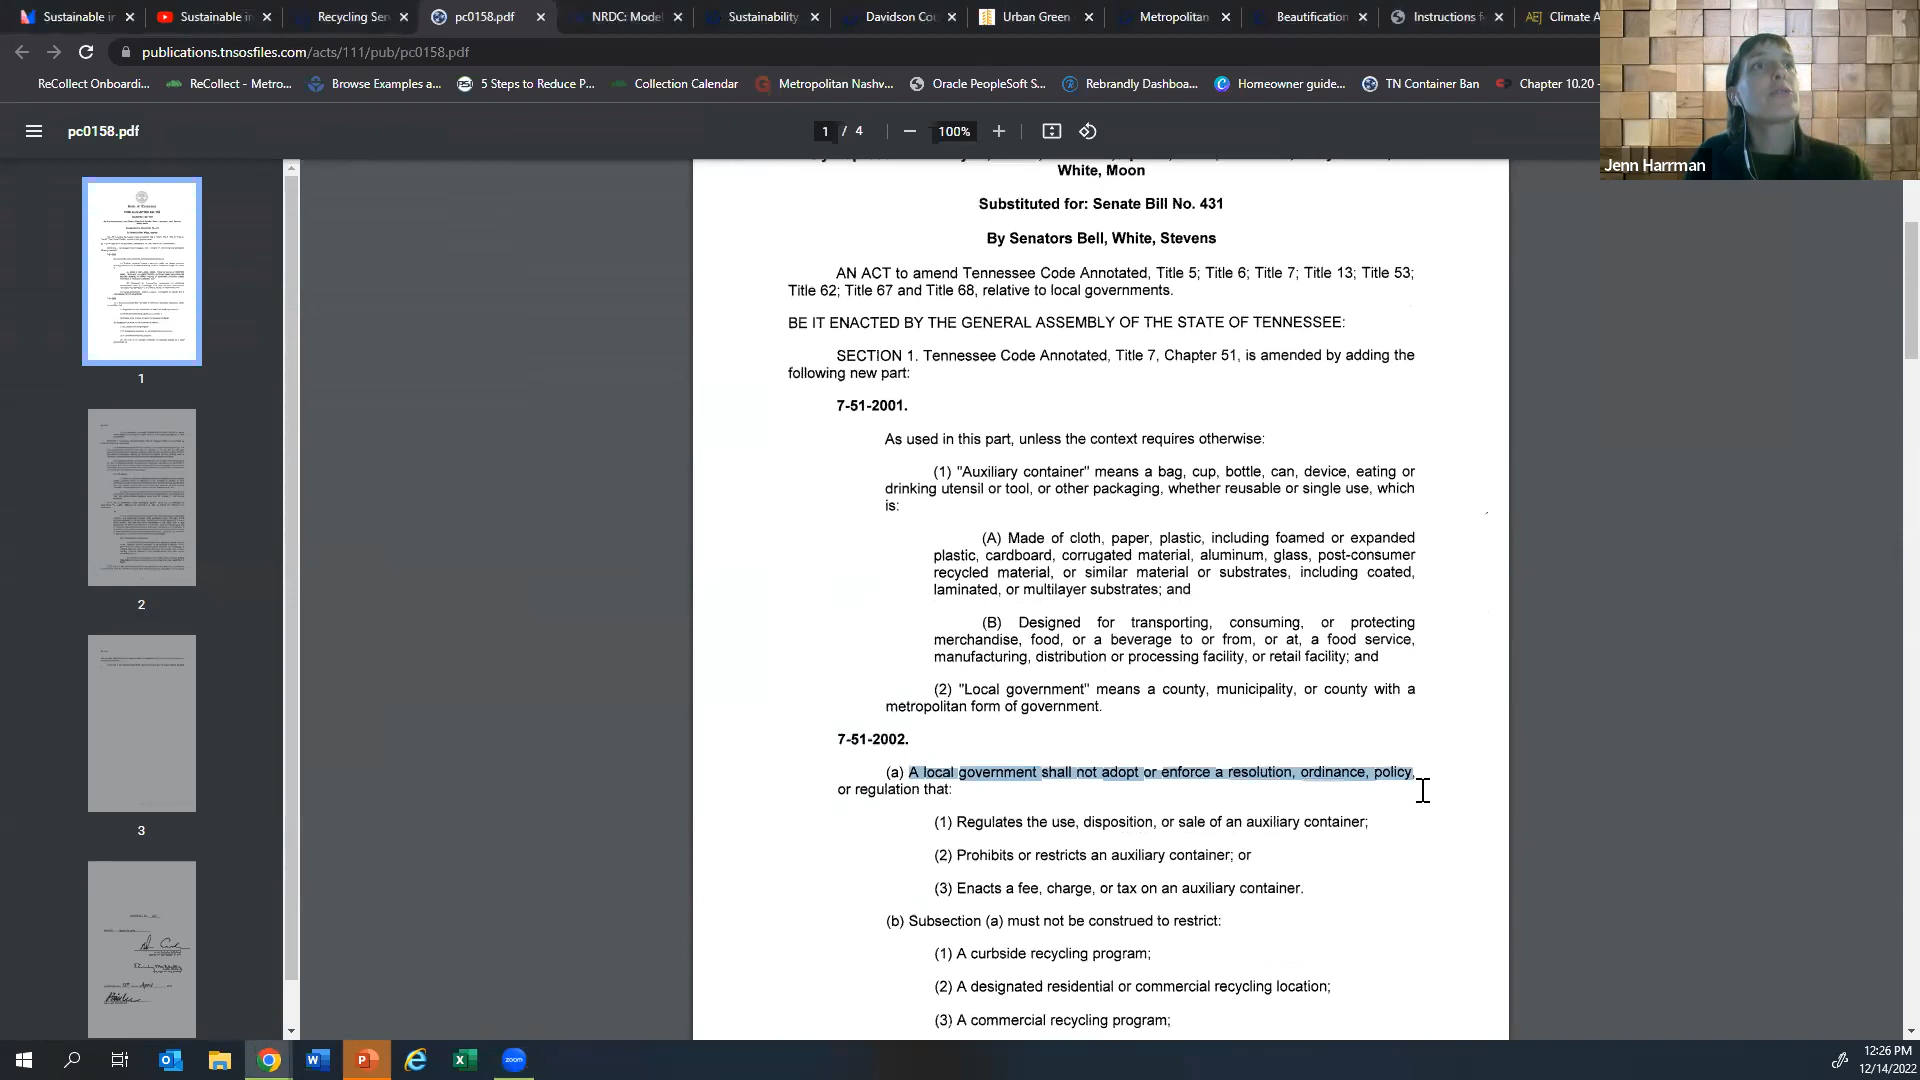 Sustainable in
Sustainable in
Recycling Ser
pc0158.pdf
NRDC: Model
Sustainability
Davidson Cou
Urban Green
Metropolitan
Beautification
Instructions f
Climate A
publications.tnsosfiles.com/acts/111/pub/pc0158.pdf
ReCollect Onboardi...
ReCollect - Metro...
Browse Examples a...
5 Steps to Reduce P...
Collection Calendar
Metropolitan Nashv...
Oracle PeopleSoft S...
Rebrandly Dashboa...
Homeowner guide...
TN Container Ban
Chapter 10.20 -
Jenn Harrman
pc0158.pdf
1 / 4
100%
White, Moon
Substituted for: Senate Bill No. 431
By Senators Bell, White, Stevens
AN ACT to amend Tennessee Code Annotated, Title 5; Title 6; Title 7; Title 13; Title 53;
Title 62; Title 67 and Title 68, relative to local governments.
BE IT ENACTED BY THE GENERAL ASSEMBLY OF THE STATE OF TENNESSEE:
SECTION 1. Tennessee Code Annotated, Title 7, Chapter 51, is amended by adding the
following new part:
7-51-2001.
As used in this part, unless the context requires otherwise:
(1) "Auxiliary container" means a bag, cup, bottle, can, device, eating or
drinking utensil or tool, or other packaging, whether reusable or single use, which
is:
(A) Made of cloth, paper, plastic, including foamed or expanded
plastic, cardboard, corrugated material, aluminum, glass, post-consumer
recycled material, or similar material or substrates, including coated,
laminated, or multilayer substrates; and
(B) Designed for transporting, consuming, or protecting
merchandise, food, or a beverage to or from, or at, a food service,
manufacturing, distribution or processing facility, or retail facility; and
(2) "Local government" means a county, municipality, or county with a
metropolitan form of government.
7-51-2002.
(a) A local government shall not adopt or enforce a resolution, ordinance, policy,
or regulation that:
(1) Regulates the use, disposition, or sale of an auxiliary container;
(2) Prohibits or restricts an auxiliary container; or
(3) Enacts a fee, charge, or tax on an auxiliary container.
(b) Subsection (a) must not be construed to restrict:
(1) A curbside recycling program;
(2) A designated residential or commercial recycling location;
(3) A commercial recycling program;
1
2
3
zoom
12:26 PM
12/14/2022